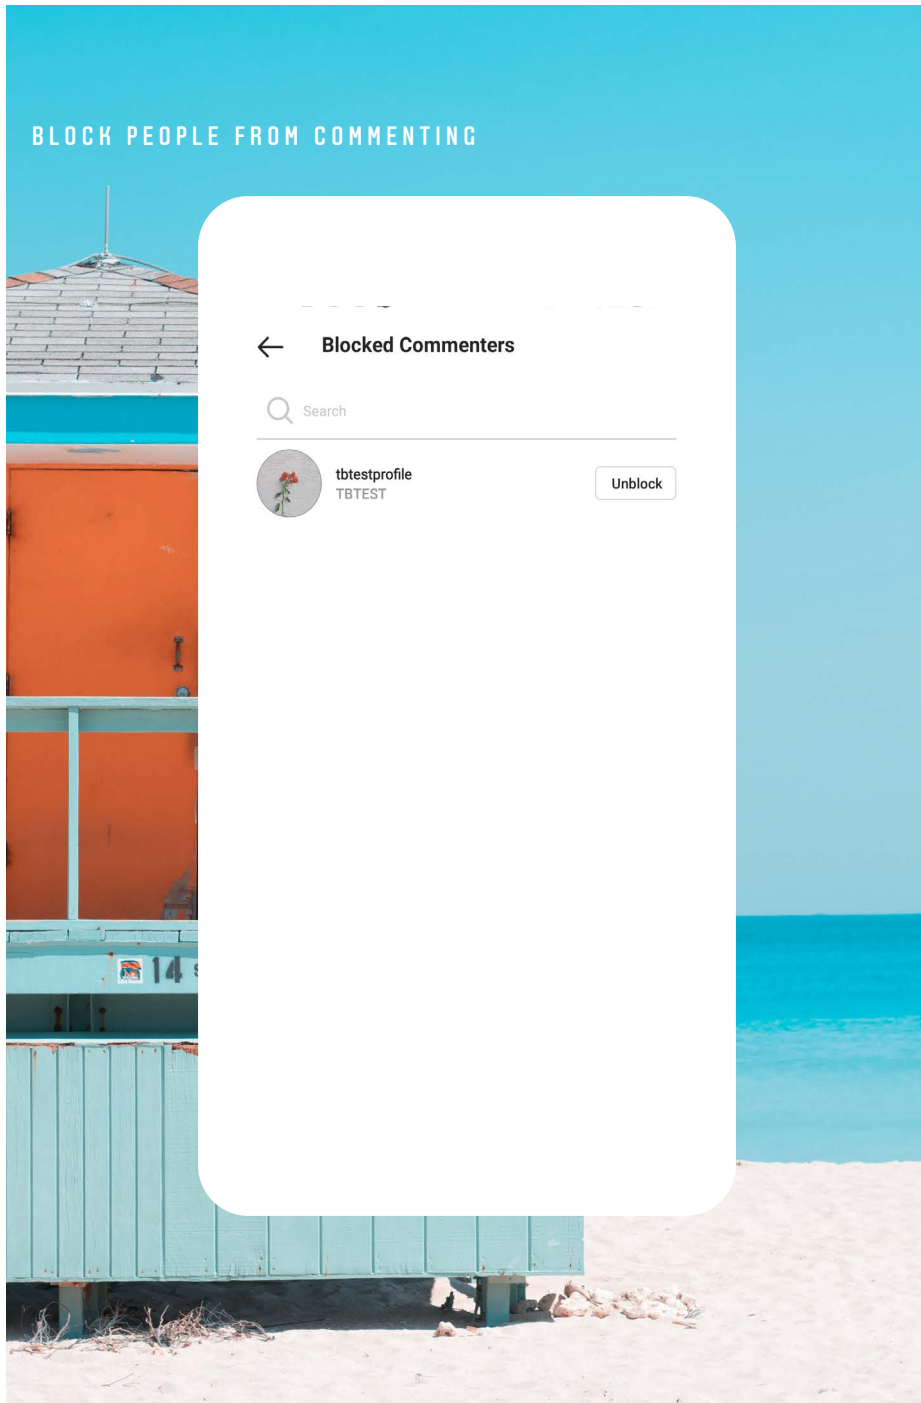 BLOCK PEOPLE FROM COMMENTING
Blocked Commenters
Search
tbtestprofile
TBTEST
Unblock
14